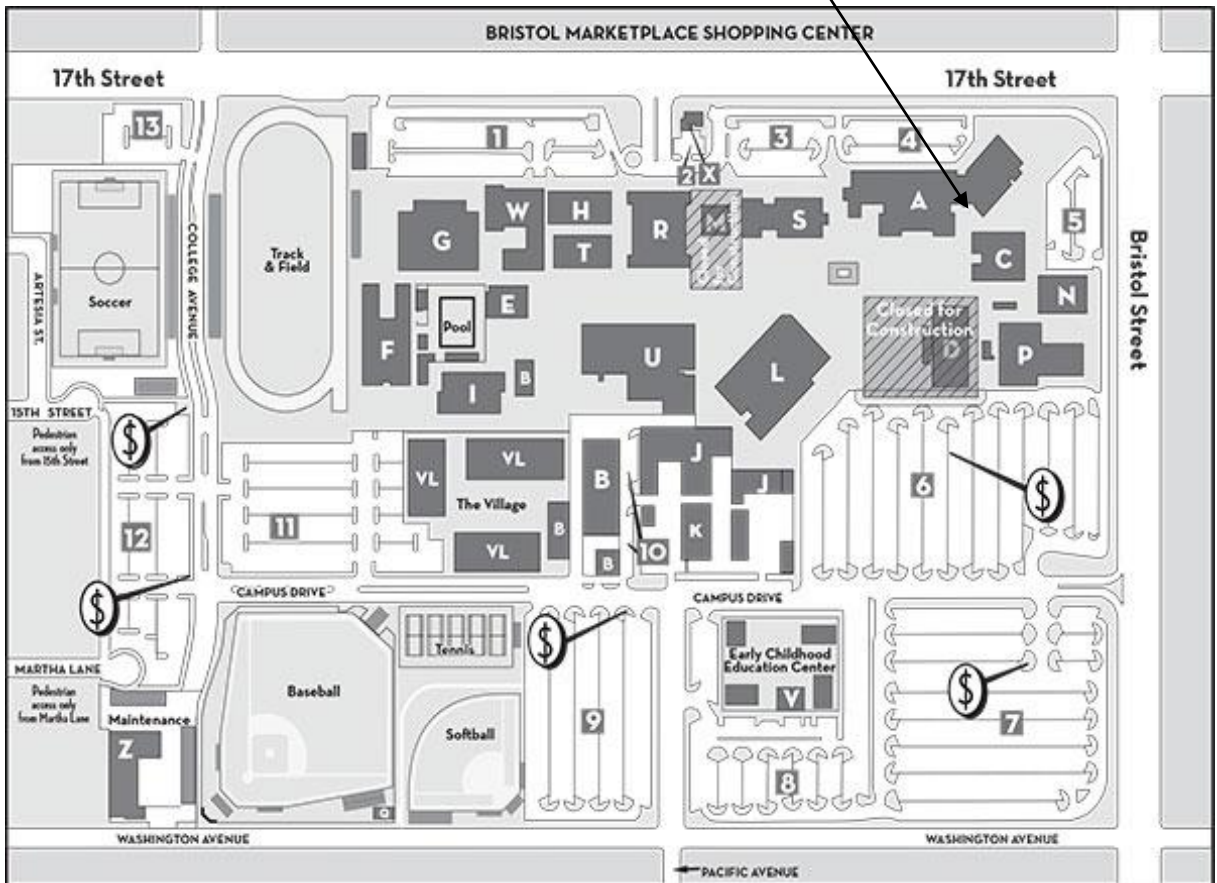 BRISTOL MARKETPLACE SHOPPING CENTER
17th Street
17th Street
13
1
3
4
2
X
5
W
H
G
T
R
M
S
A
C
N
COLLEGE AVENUE
Track
& Field
ARTESIA ST.
Soccer
Bristol Street
E
Pool
F
I
B
U
L
Closed for
Construction
D
P
15TH STREET
Pedestrian
access only
from 15th Street
$
VL
VL
The Village
VL
B
B
B
J
J
K
10
6
$
11
12
$
CAMPUS DRIVE
CAMPUS DRIVE
MARTHA LANE
Pedestrian
access only
from Martha Lane
Maintenance
Z
Baseball
Tennis
Softball
$
9
Early Childhood
Education Center
V
8
$
7
WASHINGTON AVENUE
WASHINGTON AVENUE
PACIFIC AVENUE